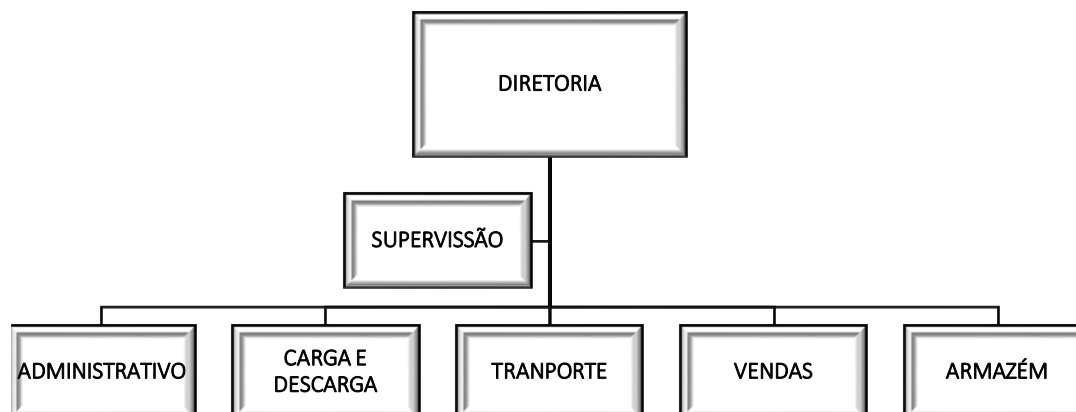 DIRETORIA
SUPERVISSÃO
ADMINISTRATIVO
CARGA E
DESCARGA
TRANPORTE
VENDAS
ARMAZÉM